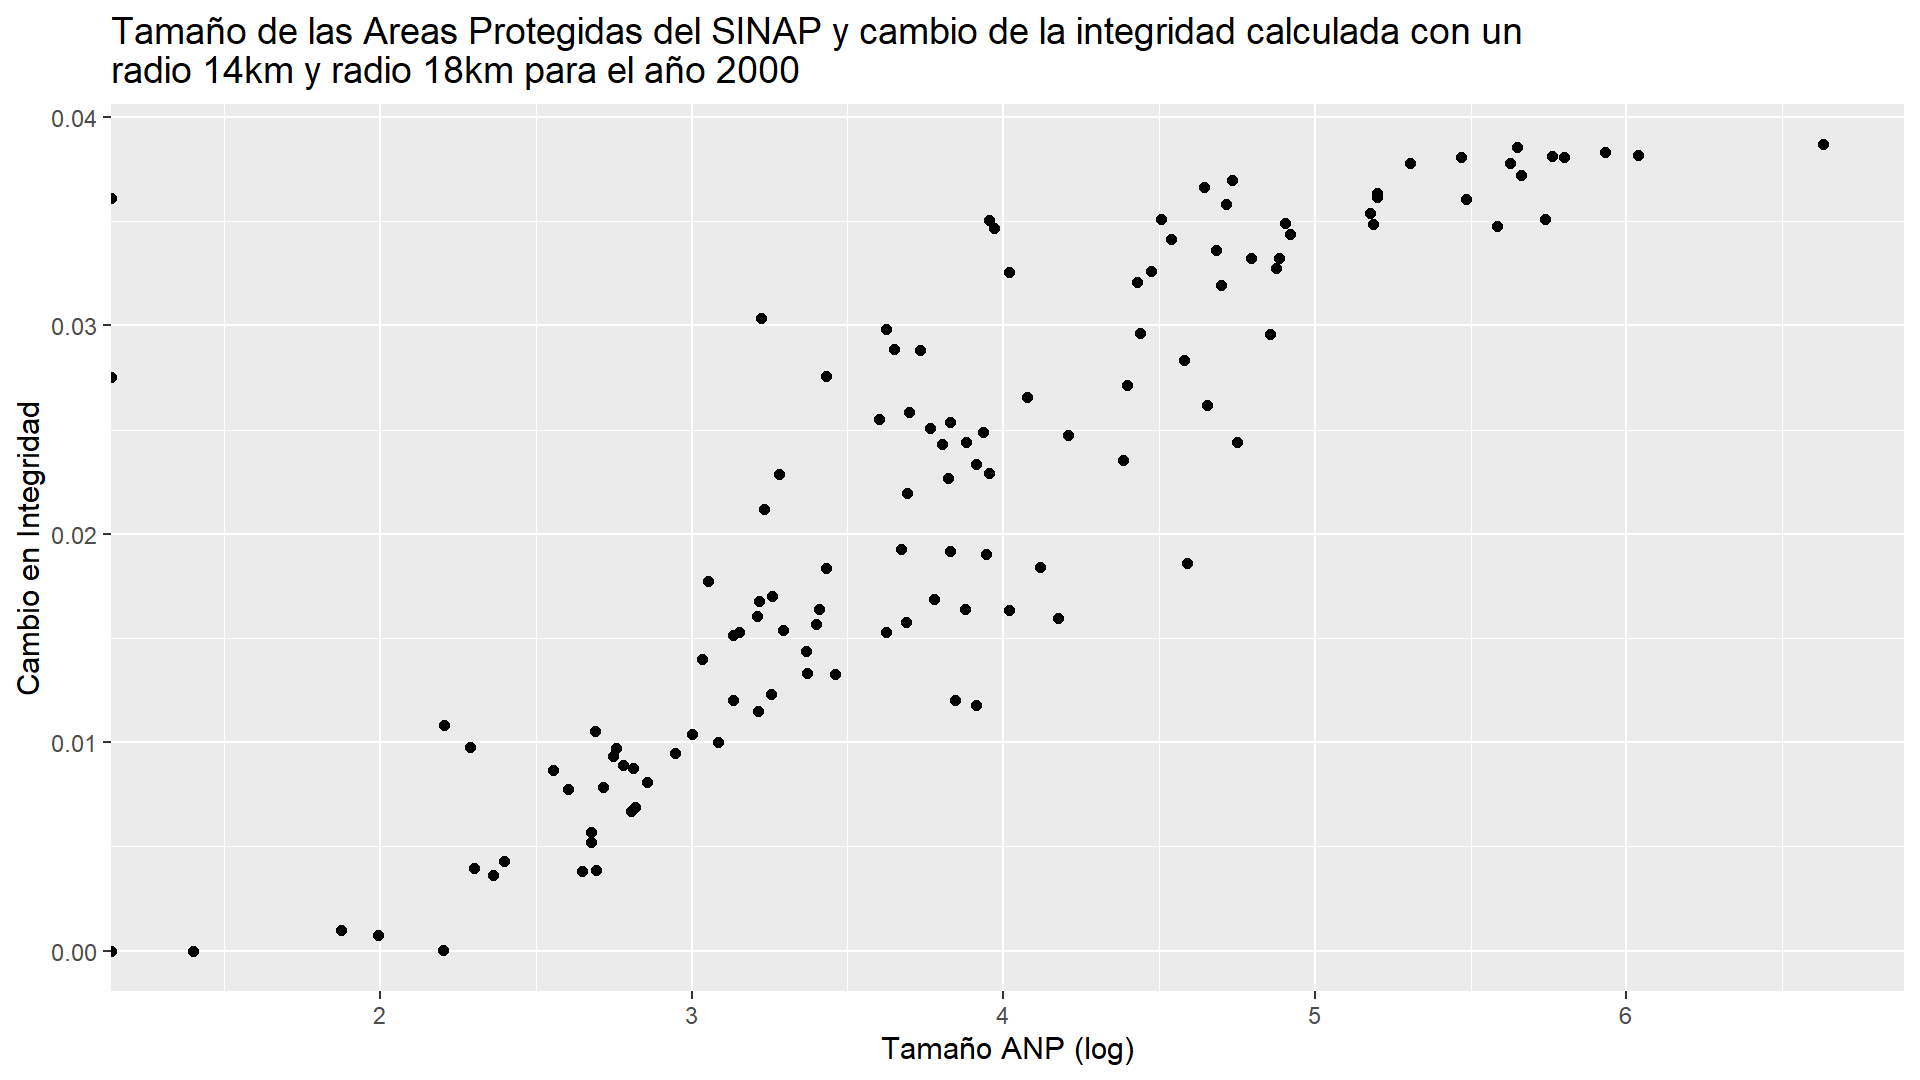 Tamaño de las Areas Protegidas del SINAP y cambio de la integridad calculada con un
radio 14km y radio 18km para el año 2000
0.04
0.03
0.02
0.01
0.00
Cambio en Integridad
2
3
4
5
6
Tamaño ANP (log)